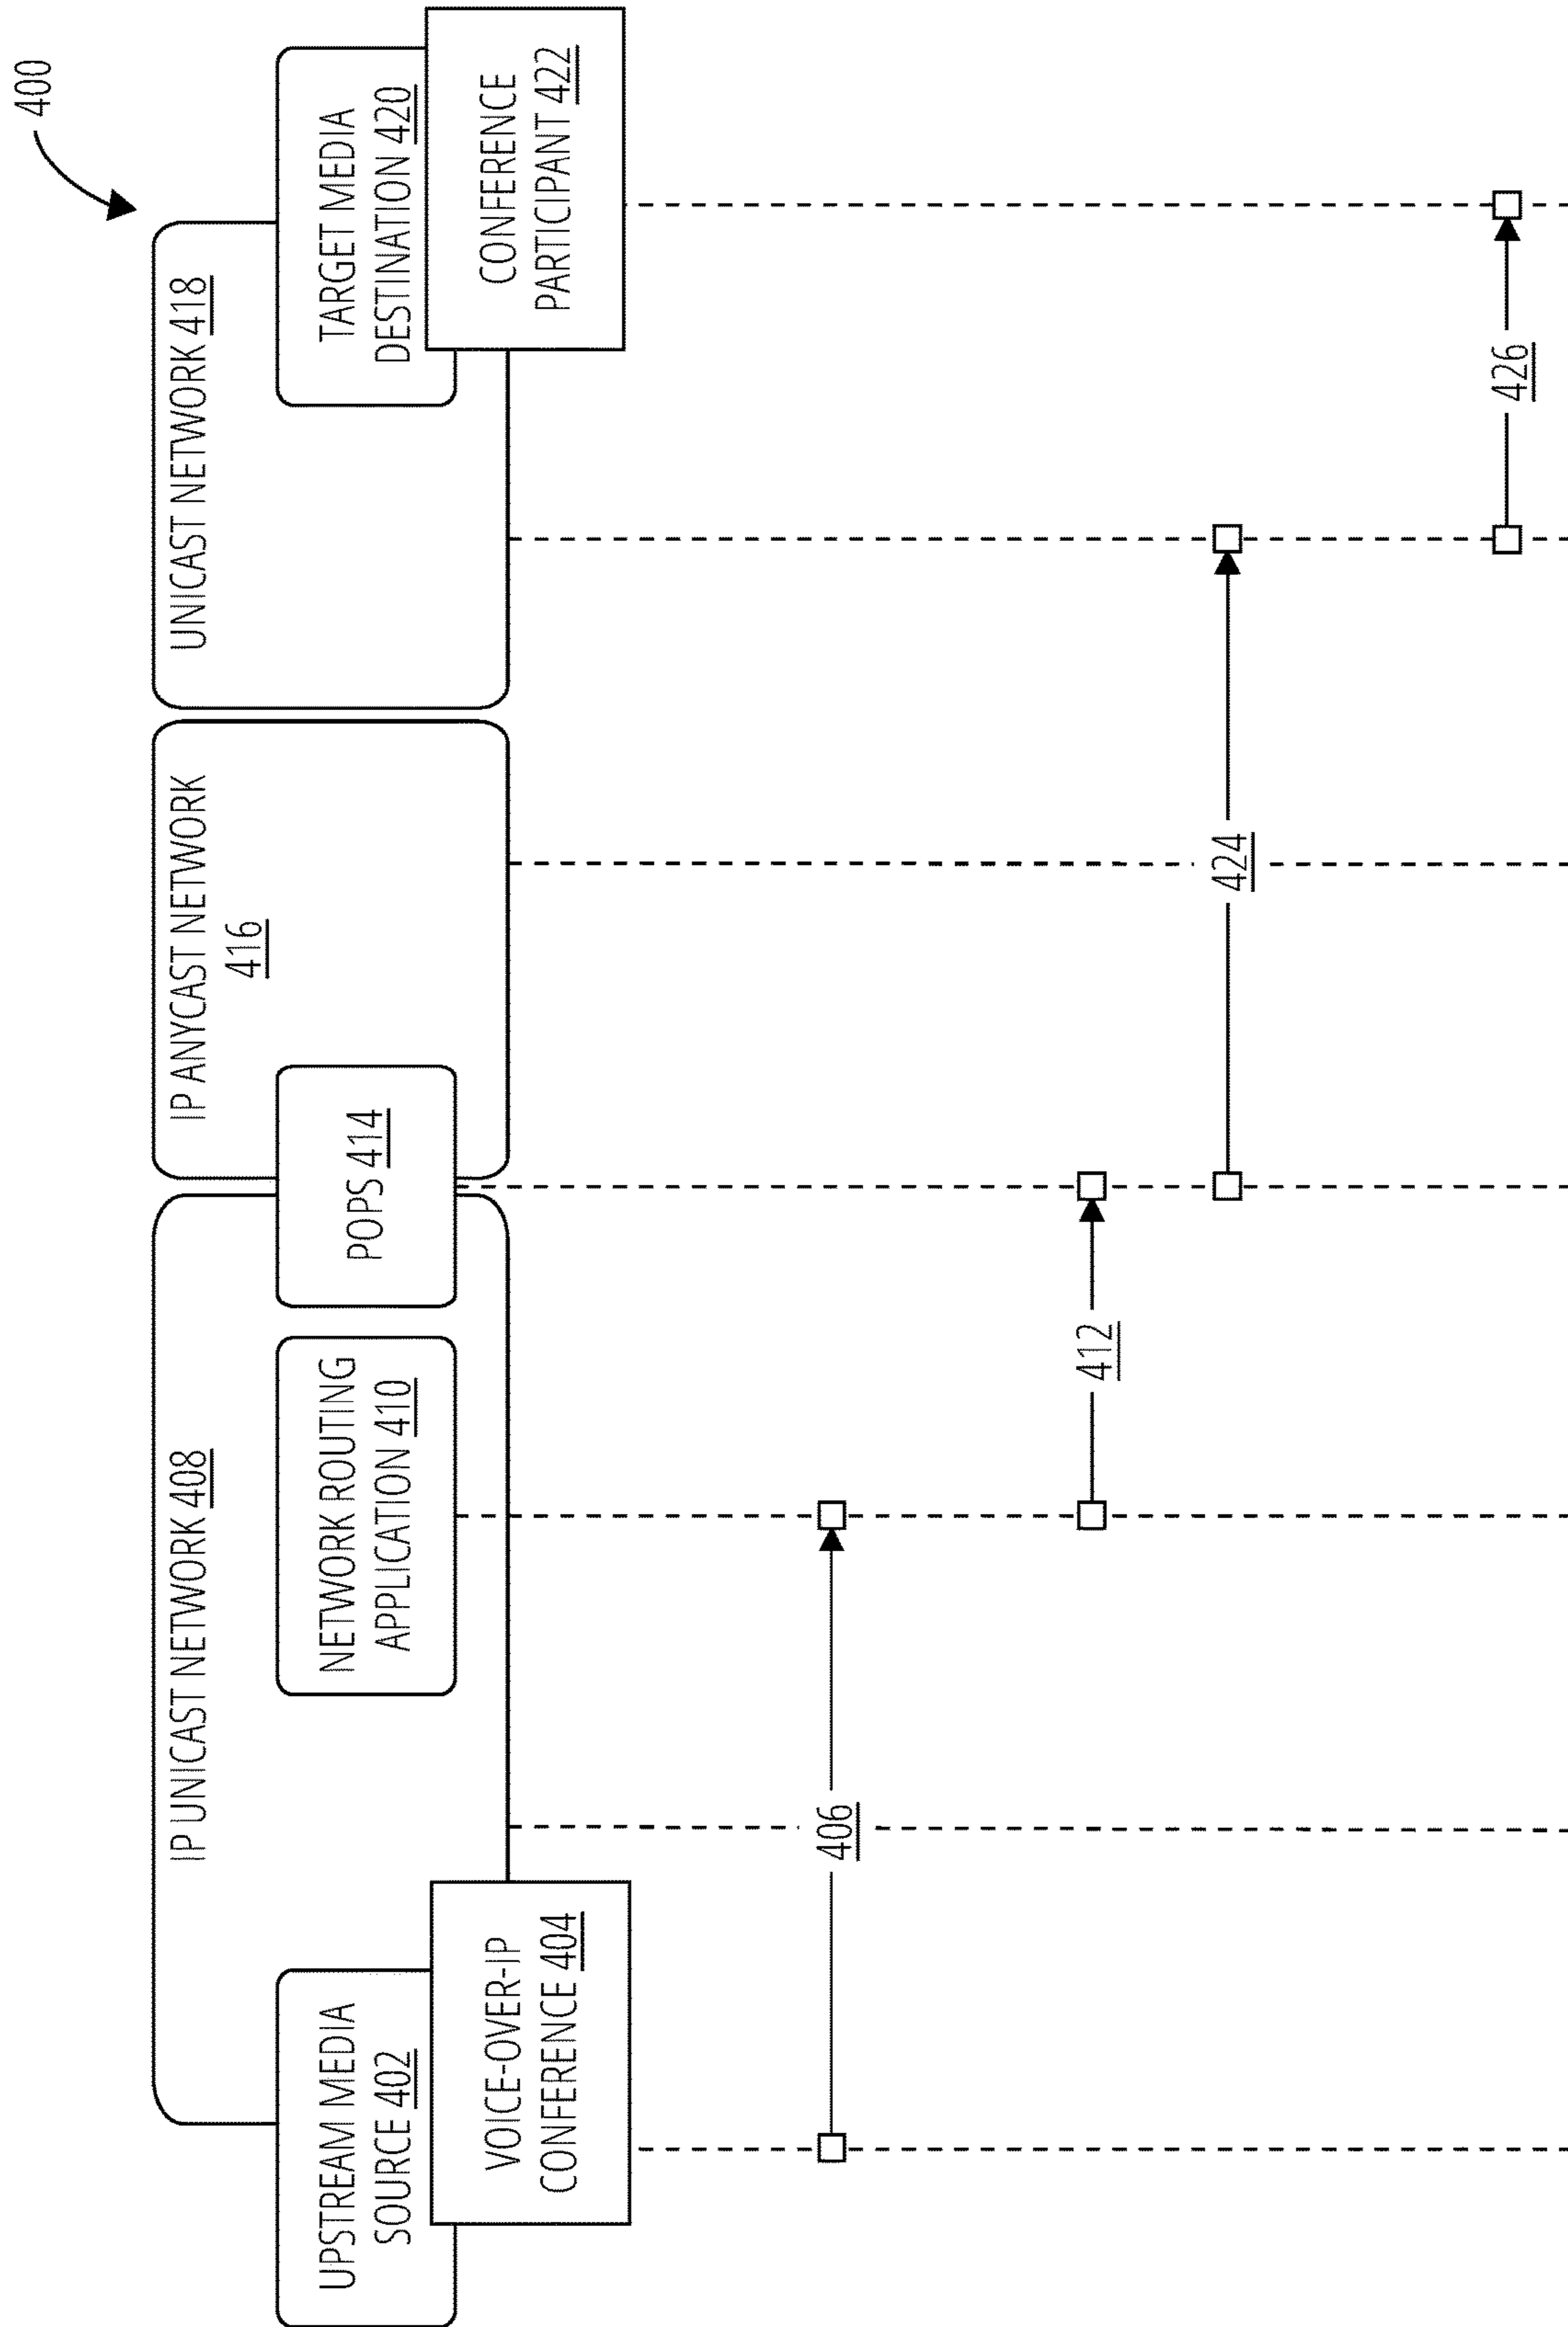 400
UPSTREAM MEDIA
SOURCE 402
VOICE-OVER-IP
CONFERENCE 404
IP UNICAST NETWORK 408
NETWORK ROUTING
APPLICATION 410
POPS 414
IP ANYCAST NETWORK
416
UNICAST NETWORK 418
TARGET MEDIA
DESTINATION 420
CONFERENCE
PARTICIPANT 422
406
412
424
426